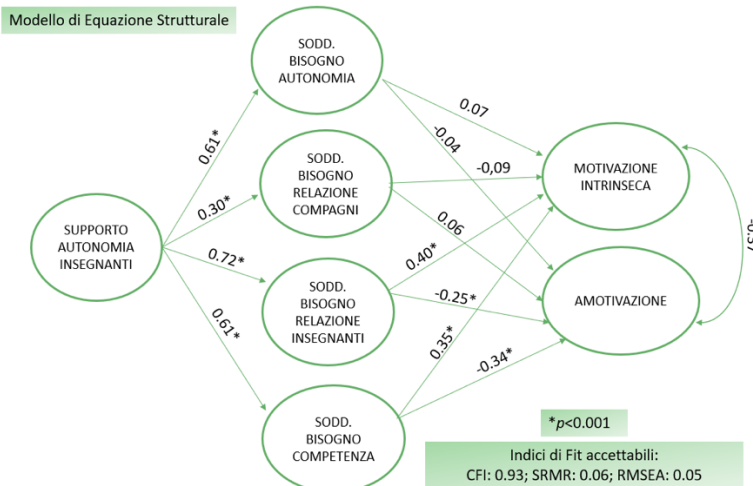 Modello di Equazione Strutturale
SODD.
BISOGNO
AUTONOMIA
0.07
-0.04
0.61*
SODD.
BISOGNO
RELAZIONE
COMPAGNI
-0,09
MOTIVAZIONE
INTRINSECA
0.30*
0.06
SUPPORTO
AUTONOMIA
INSEGNANTI
0.72*
0.40*
SODD.
BISOGNO
RELAZIONE
INSEGNANTI
-0.25*
AMOTIVAZIONE
0.61*
0.35*
-0.34*
SODD.
BISOGNO
COMPETENZA
*p<0.001
Indici di Fit accettabili:
CFI: 0.93; SRMR: 0.06; RMSEA: 0.05